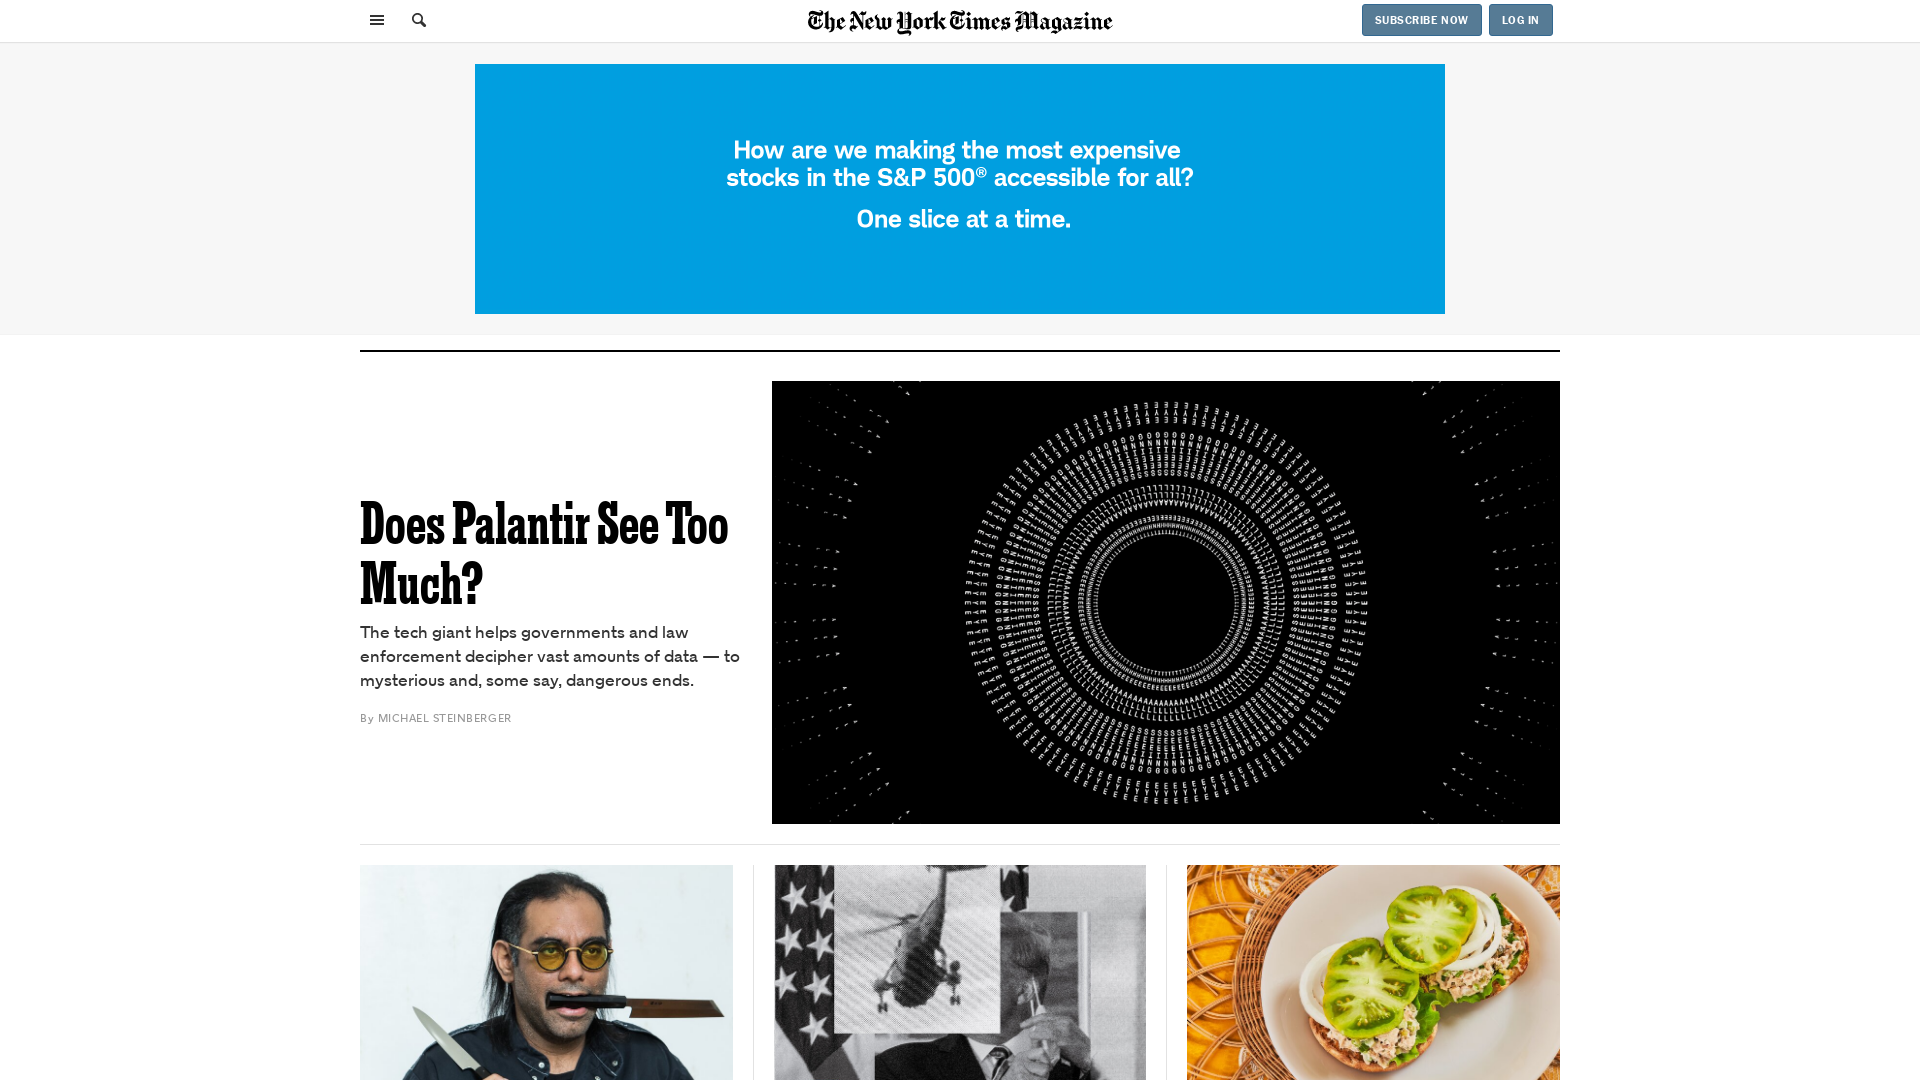 The New York Times Magazine
SUBSCRIBE NOW
LOG IN
How are we making the most expensive
stocks in the S&P 500® accessible for all?
One slice at a time.
Does Palantir See Too
Much?
The tech giant helps governments and law
enforcement decipher vast amounts of data — to
mysterious and, some say, dangerous ends.
By MICHAEL STEINBERGER